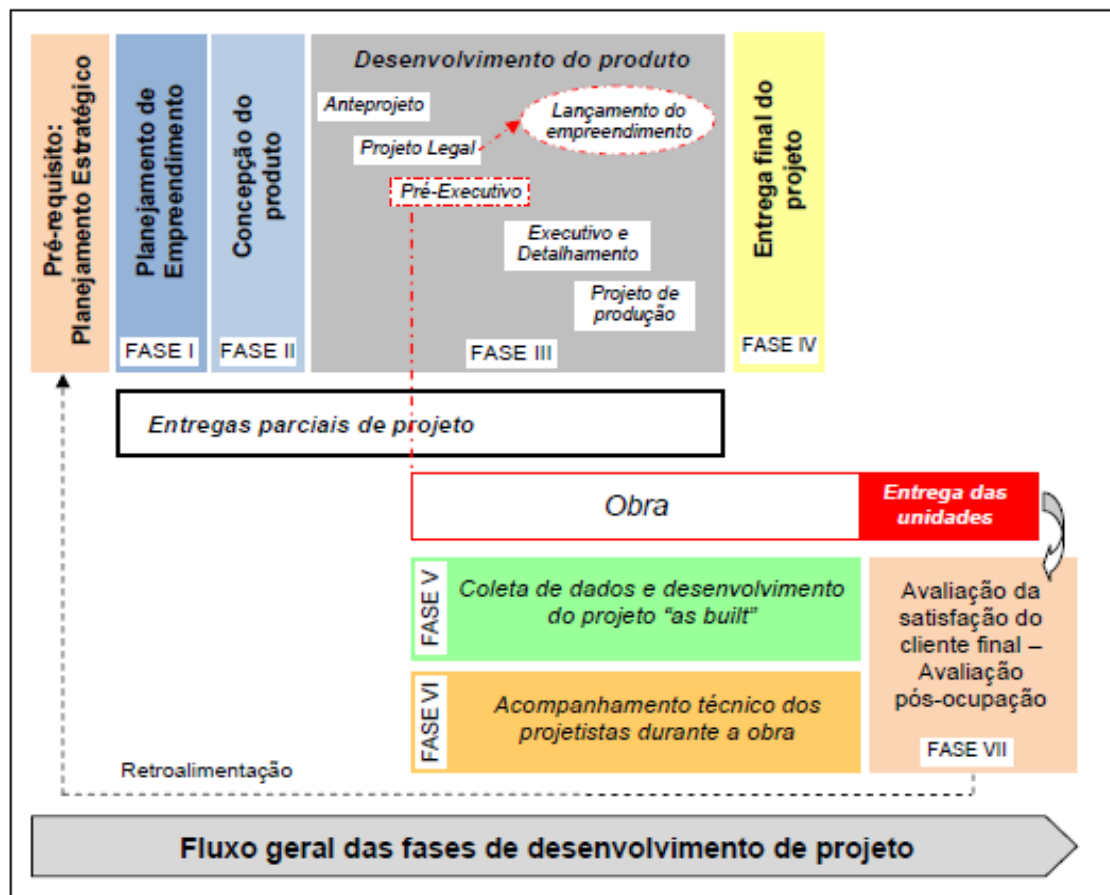 Pré-requisito:
Planejamento Estratégico
Planejamento de
Empreendimento
FASE I
Concepção do
produto
FASE II
Desenvolvimento do produto
Anteprojeto
Lançamento do
empreendimento
Projeto Legal
Pré-Executivo
Executivo e
Detalhamento
Projeto de
produção
FASE III
Entrega final do
projeto
FASE IV
Entregas parciais de projeto
Obra
Entrega das
unidades
FASE V
Coleta de dados e desenvolvimento
do projeto “as built”
FASE VI
Acompanhamento técnico dos
projetistas durante a obra
Avaliação da
satisfação do
cliente final –
Avaliação
pós-ocupação
FASE VII
Retroalimentação
Fluxo geral das fases de desenvolvimento de projeto